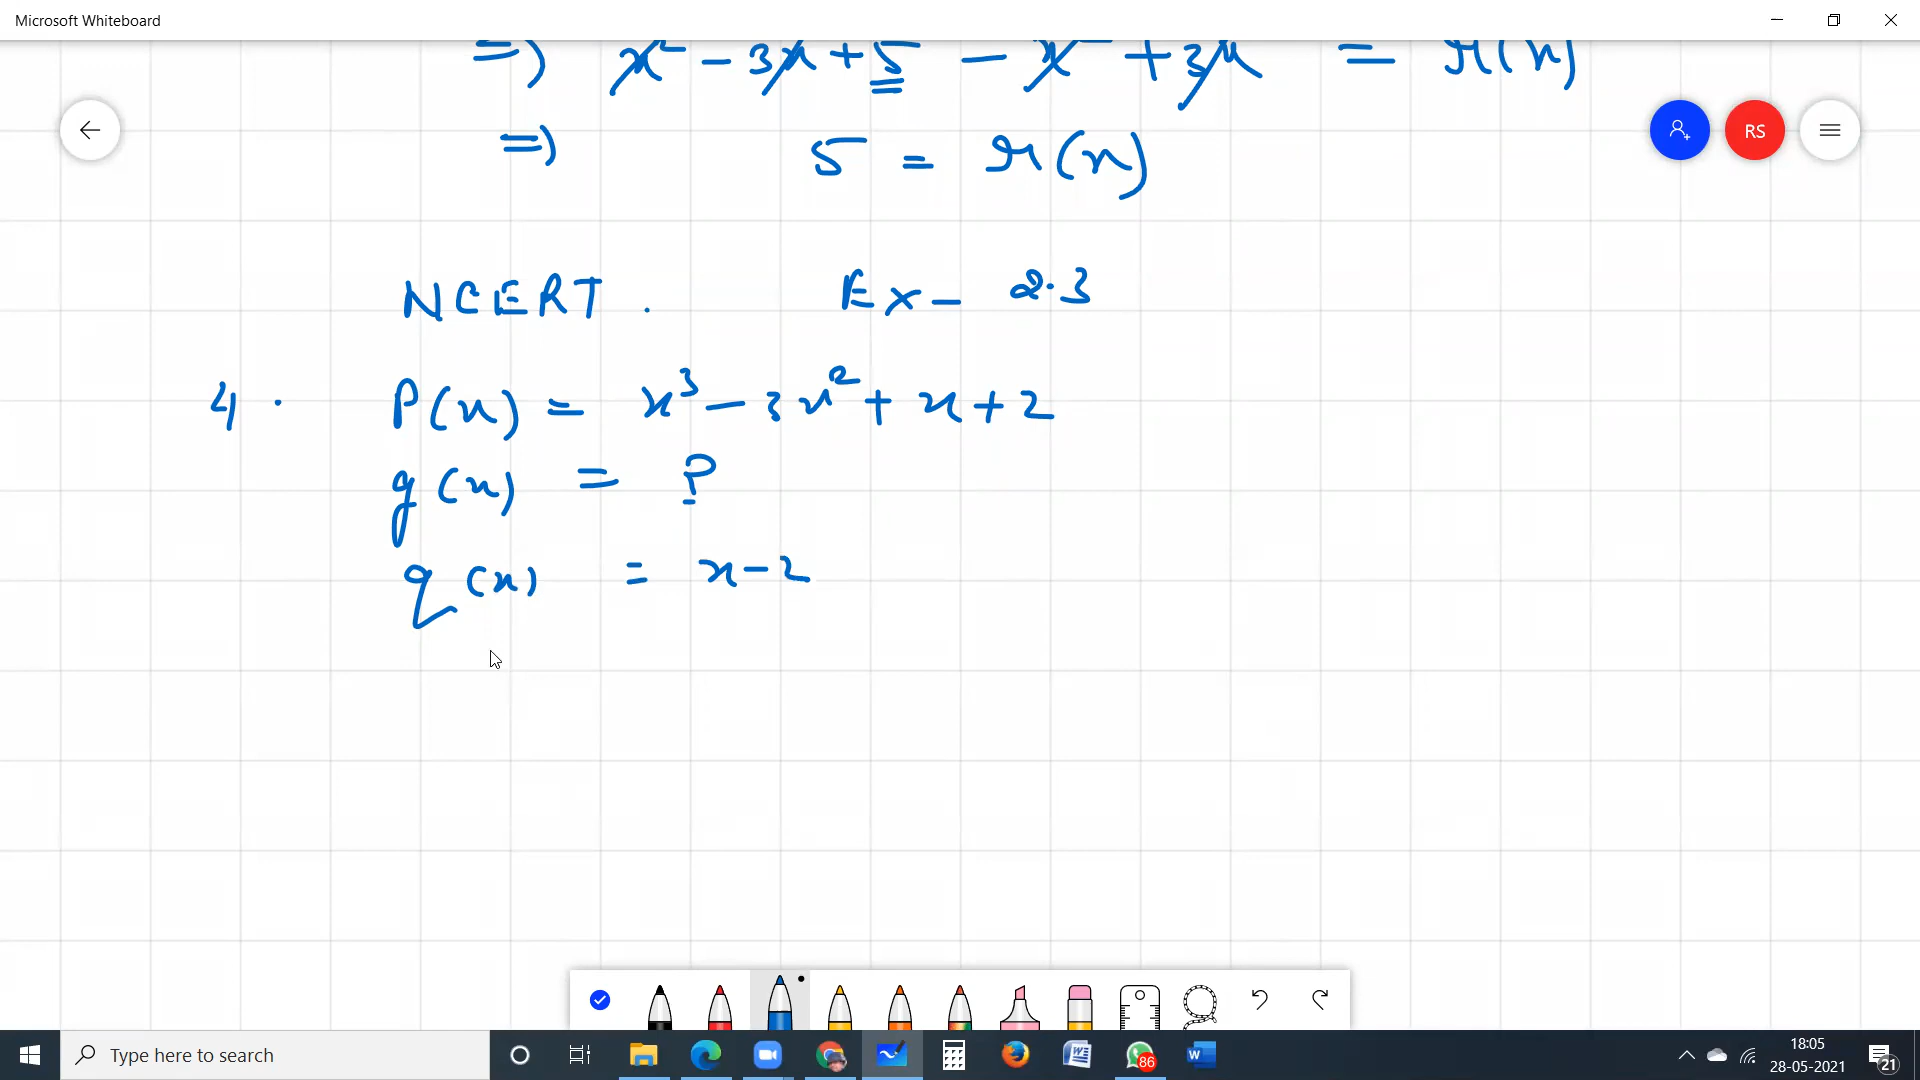 Microsoft Whiteboard
=) x² - 3x + 5 - x² + 3x = r(x)
RS
=) 5 = r(x)
NCERT . Ex - 2.3
4 . P(x) = x³ - 3x² + x + 2
g(x) = ?
q(x) = x - 2
Type here to search
86
W
18:05
28-05-2021
21